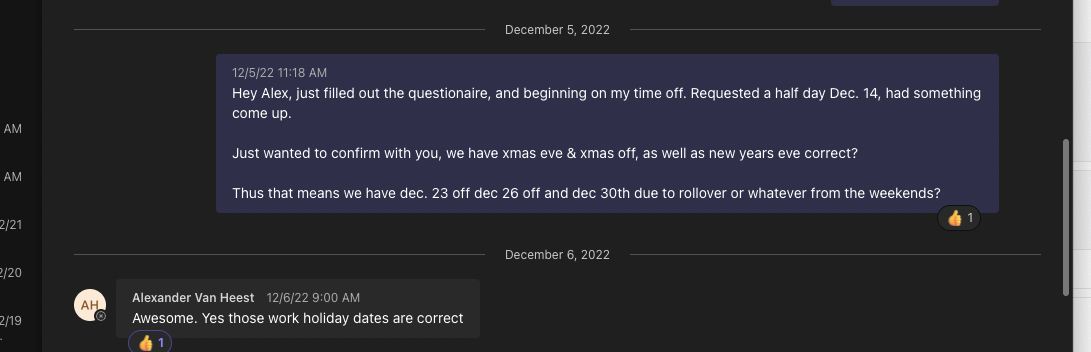 December 5, 2022
12/5/22 11:18 AM
Hey Alex, just filled out the questionaire, and beginning on my time off. Requested a half day Dec. 14, had something
come up.
Just wanted to confirm with you, we have xmas eve & xmas off, as well as new years eve correct?
Thus that means we have dec. 23 off dec 26 off and dec 30th due to rollover or whatever from the weekends?
👍 1
December 6, 2022
AH
Alexander Van Heest 12/6/22 9:00 AM
Awesome. Yes those work holiday dates are correct
👍 1
AM
AM
2/21
2/20
2/19